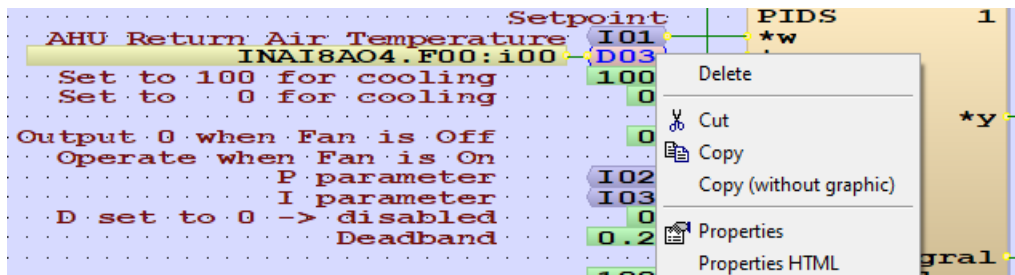 Setpoint PIDS 1
AHU Return Air Temperature I01 *w
INAI8AO4.F00:i00 D03
Set to 100 for cooling 100 Delete
Set to 0 for cooling 0
Cut *y
Output 0 when Fan is Off 0
Operate when Fan is On Copy
P parameter I02 Copy (without graphic)
I parameter I03
D set to 0 -> disabled 0
Deadband 0.2 Properties
Properties HTML gral